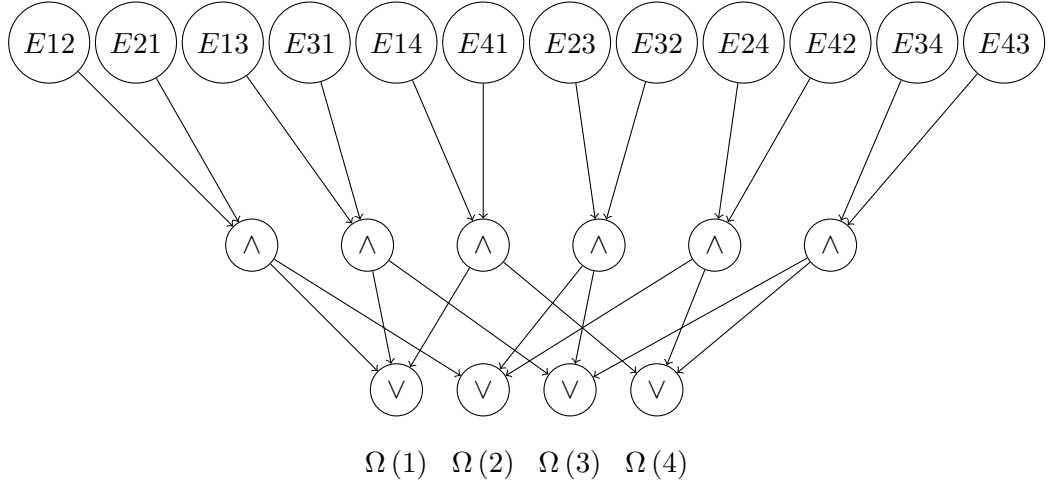 E12 E21 E13 E31 E14 E41 E23 E32 E24 E42 E34 E43
∧ ∧ ∧ ∧ ∧ ∧
∨ ∨ ∨ ∨
Ω (1) Ω (2) Ω (3) Ω (4)